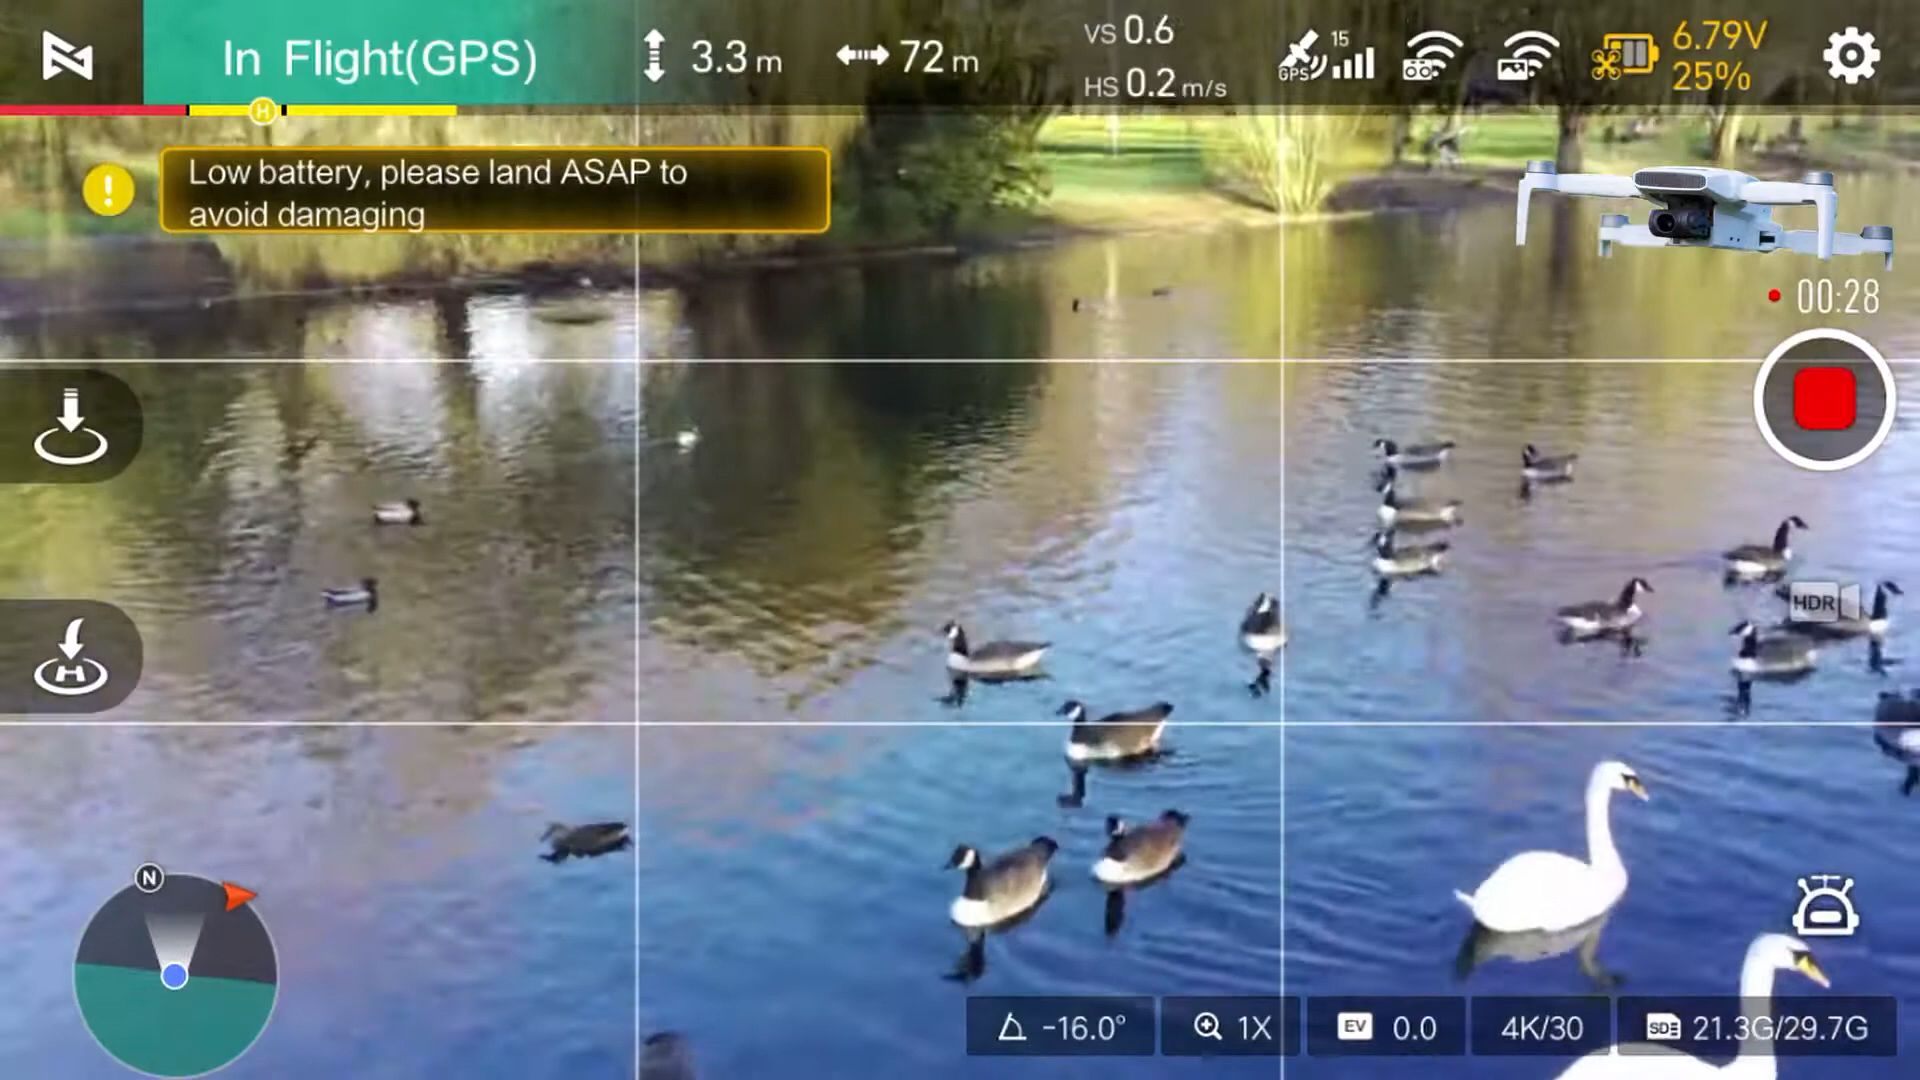 In Flight(GPS)
3.3 m
72 m
VS 0.6
HS 0.2 m/s
GPS
15
6.79V
25%
H
Low battery, please land ASAP to
avoid damaging
00:28
H
HDR
N
-16.0°
1X
EV 0.0
4K/30
SD 21.3G/29.7G